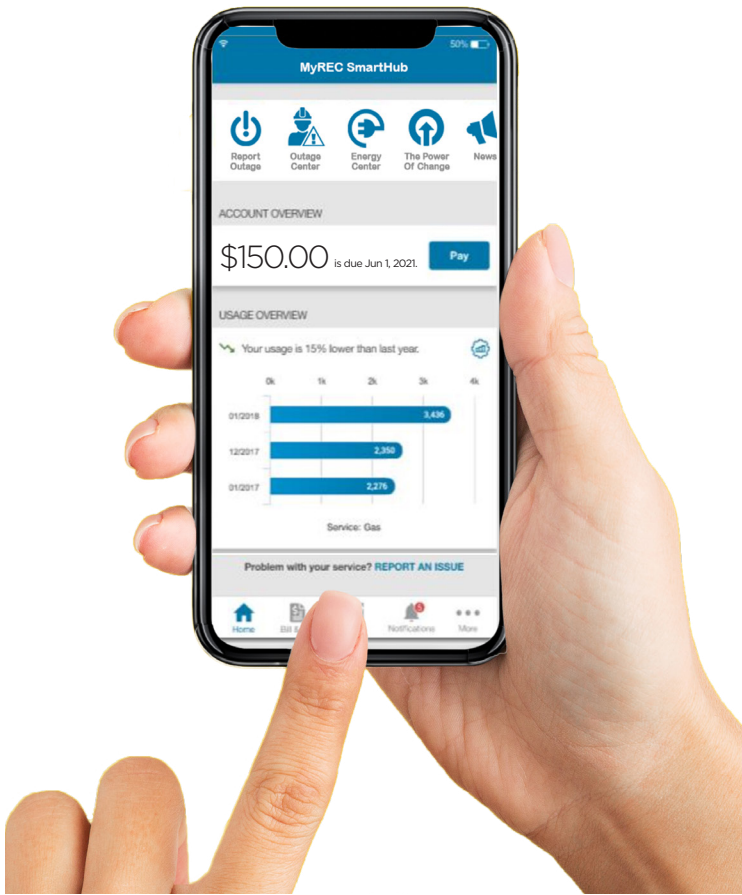 50%
MyREC SmartHub
Report
Outage
Outage
Center
Energy
Center
The Power
Of Change
News
ACCOUNT OVERVIEW
$150.00 is due Jun 1, 2021. Pay
USAGE OVERVIEW
Your usage is 15% lower than last year.
0k 1k 2k 3k 4k
01/2018 3,436
12/2017 2,350
01/2017 2,276
Service: Gas
Problem with your service? REPORT AN ISSUE
5
Home Bill & Notifications More